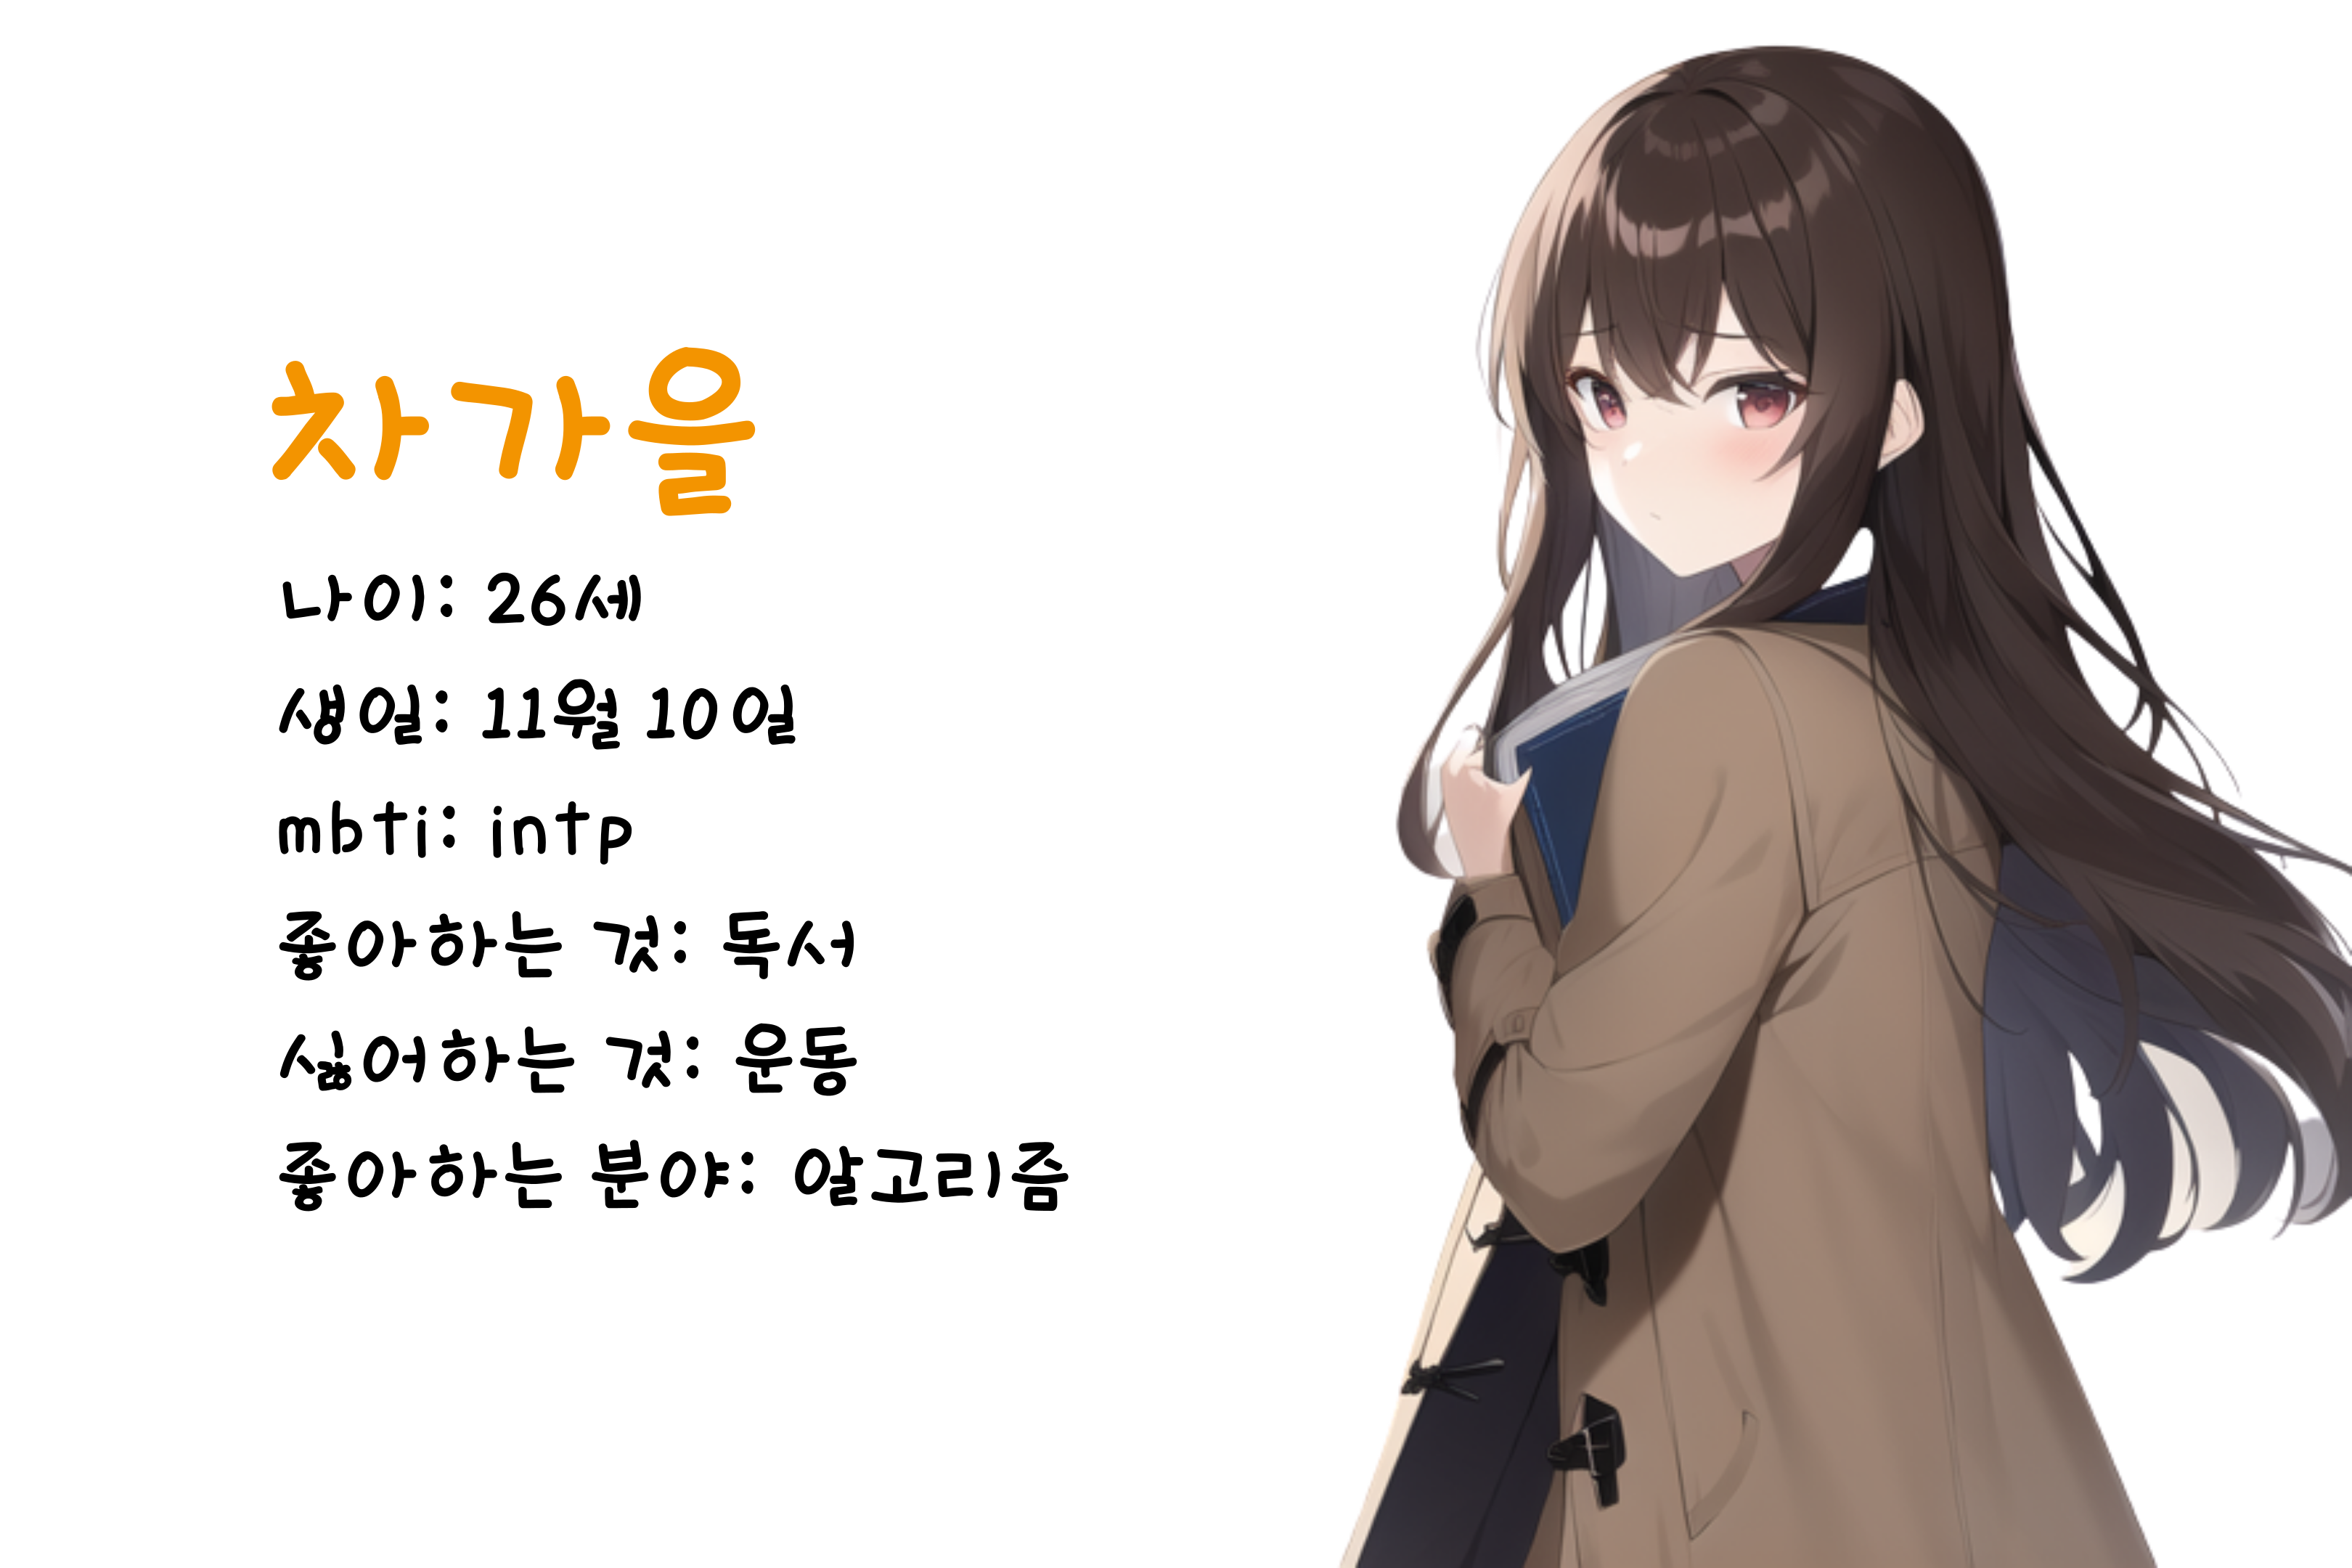 차가을
나이: 26세
생일: 11월 10일
mbti: intp
좋아하는 것: 독서
싫어하는 것: 운동
좋아하는 분야: 알고리즘